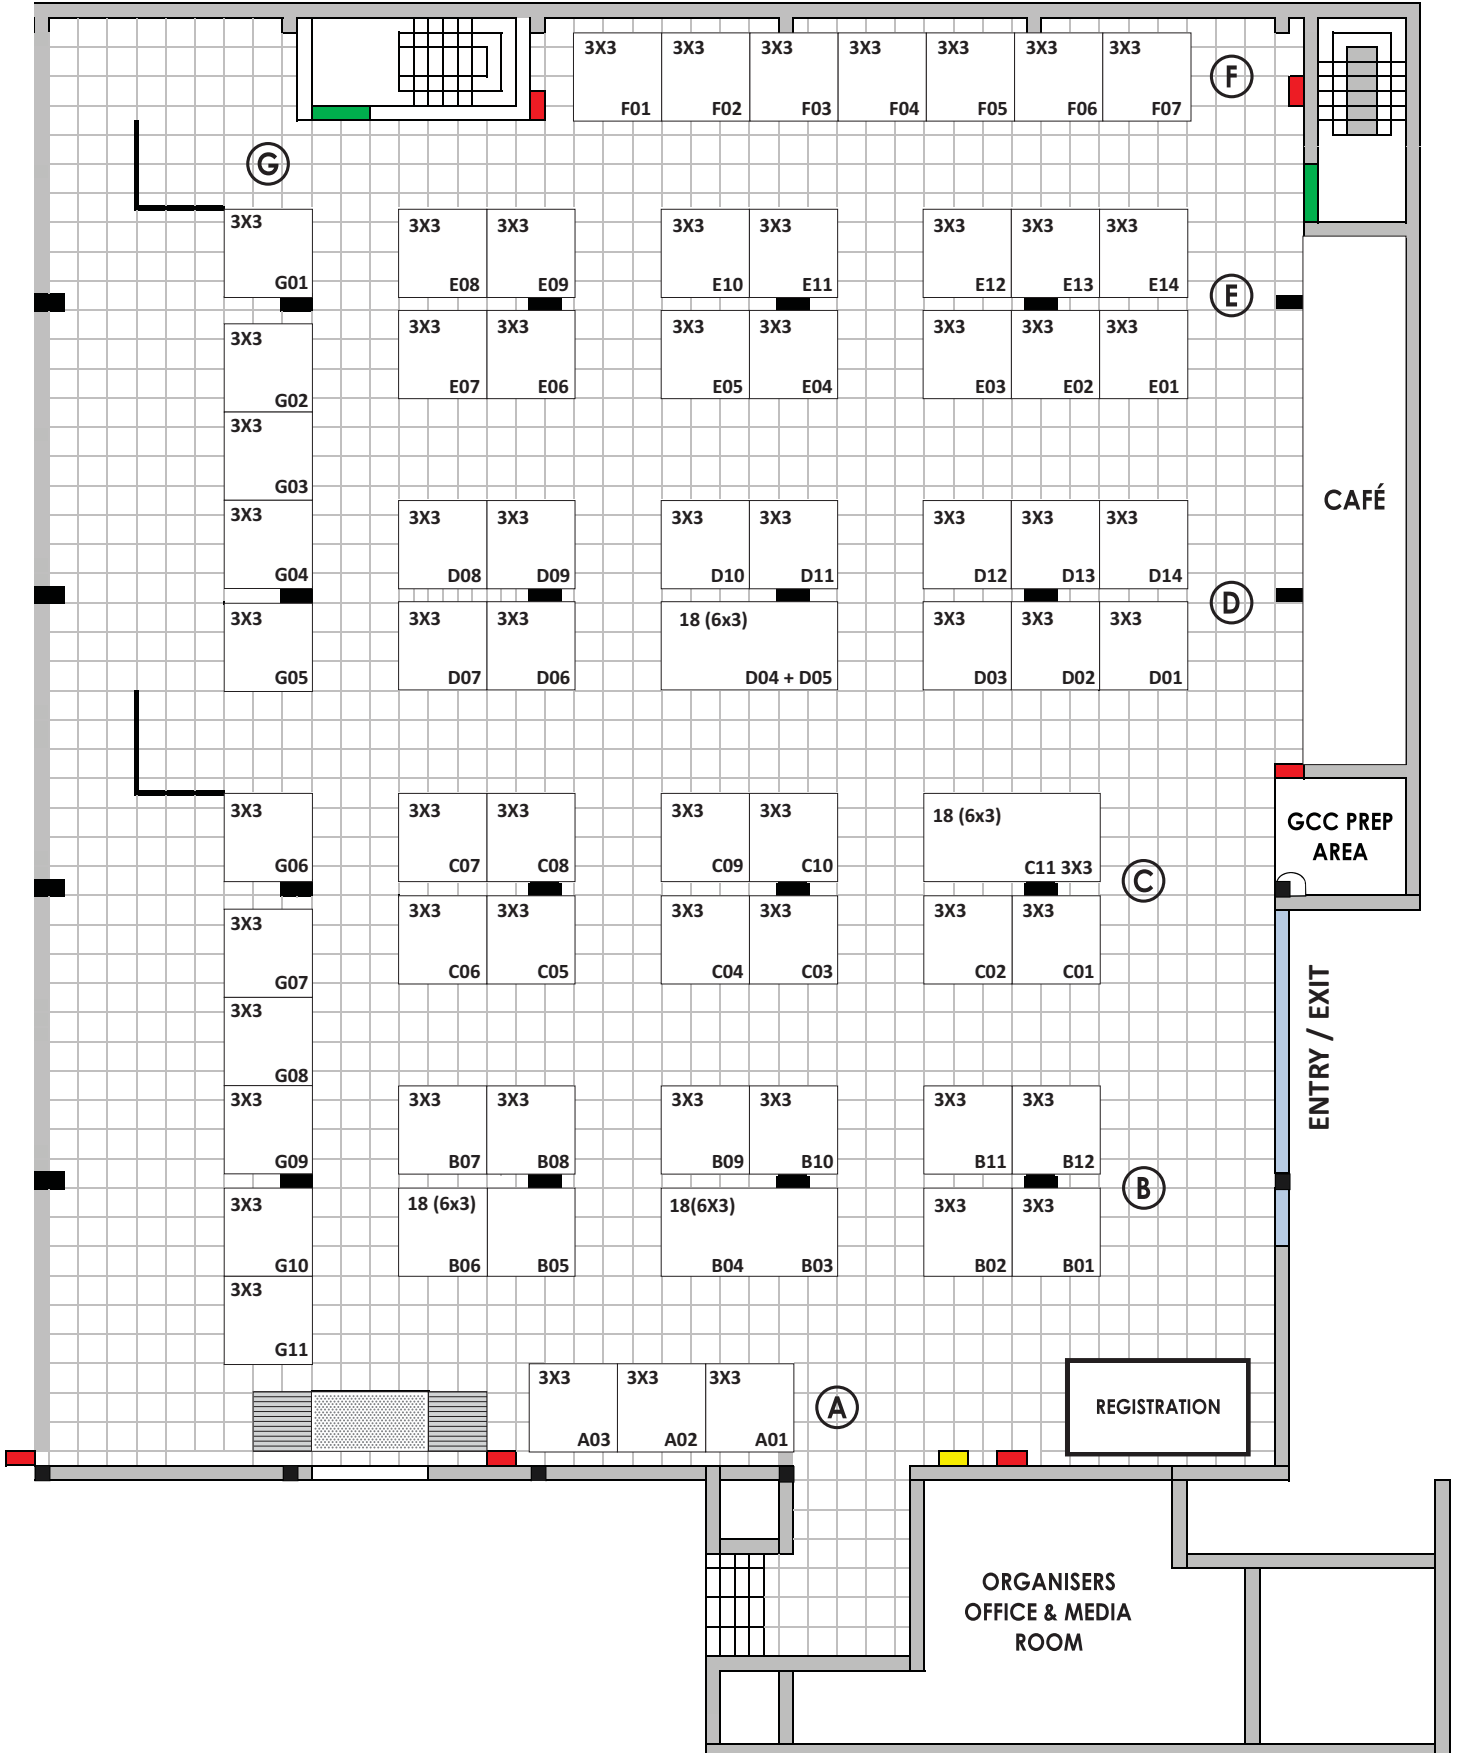 3X3 3X3 3X3 3X3 3X3 3X3 3X3
F01 F02 F03 F04 F05 F06 F07
F
G
3X3 3X3 3X3 3X3 3X3 3X3 3X3 3X3
G01 E08 E09 E10 E11 E12 E13 E14
E
3X3 3X3 3X3 3X3 3X3 3X3 3X3 3X3
G02 E07 E06 E05 E04 E03 E02 E01
3X3
G03
CAFÉ
3X3 3X3 3X3 3X3 3X3 3X3 3X3 3X3
G04 D08 D09 D10 D11 D12 D13 D14
D
3X3 3X3 3X3 18 (6x3) 3X3 3X3 3X3
G05 D07 D06 D04 + D05 D03 D02 D01
3X3 3X3 3X3 3X3 3X3 18 (6x3)
G06 C07 C08 C09 C10 C11 3X3
GCC PREP
AREA
C
3X3 3X3 3X3 3X3 3X3 3X3 3X3
G07 C06 C05 C04 C03 C02 C01
ENTRY / EXIT
3X3
G08
3X3 3X3 3X3 3X3 3X3 3X3 3X3
G09 B07 B08 B09 B10 B11 B12
B
3X3 18 (6x3) 18(6X3) 3X3 3X3
G10 B06 B05 B04 B03 B02 B01
3X3
G11
3X3 3X3 3X3
A03 A02 A01
A
REGISTRATION
ORGANISERS
OFFICE & MEDIA
ROOM